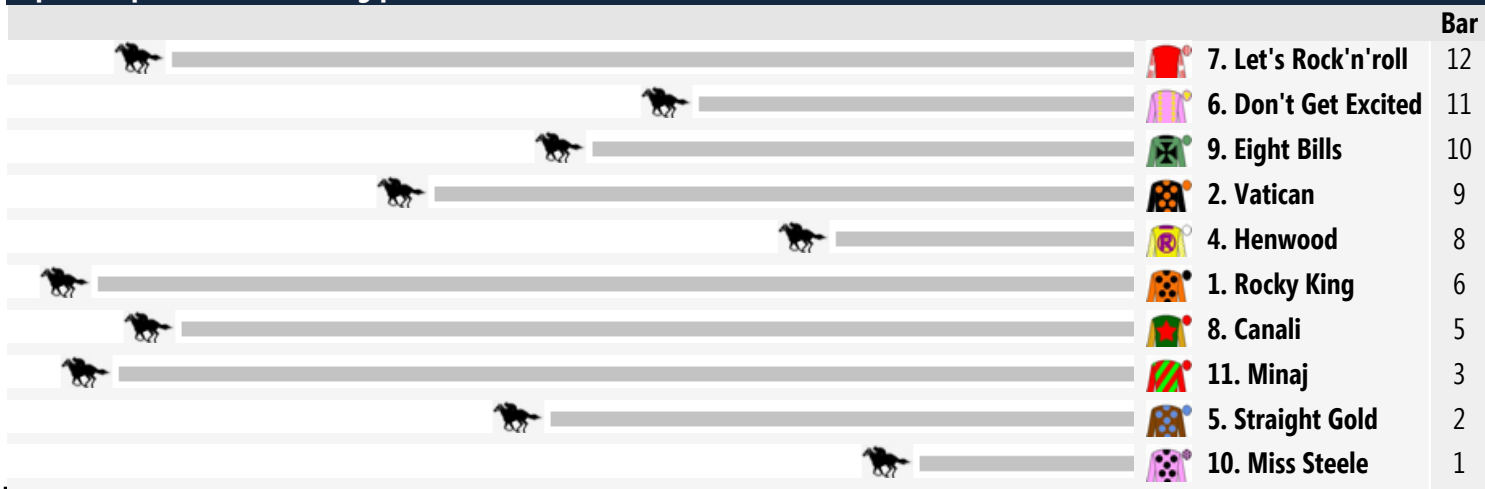 Bar
7. Let's Rock'n'roll 12
6. Don't Get Excited 11
9. Eight Bills 10
2. Vatican 9
4. Henwood 8
R
1. Rocky King 6
8. Canali 5
11. Minaj 3
5. Straight Gold 2
10. Miss Steele 1